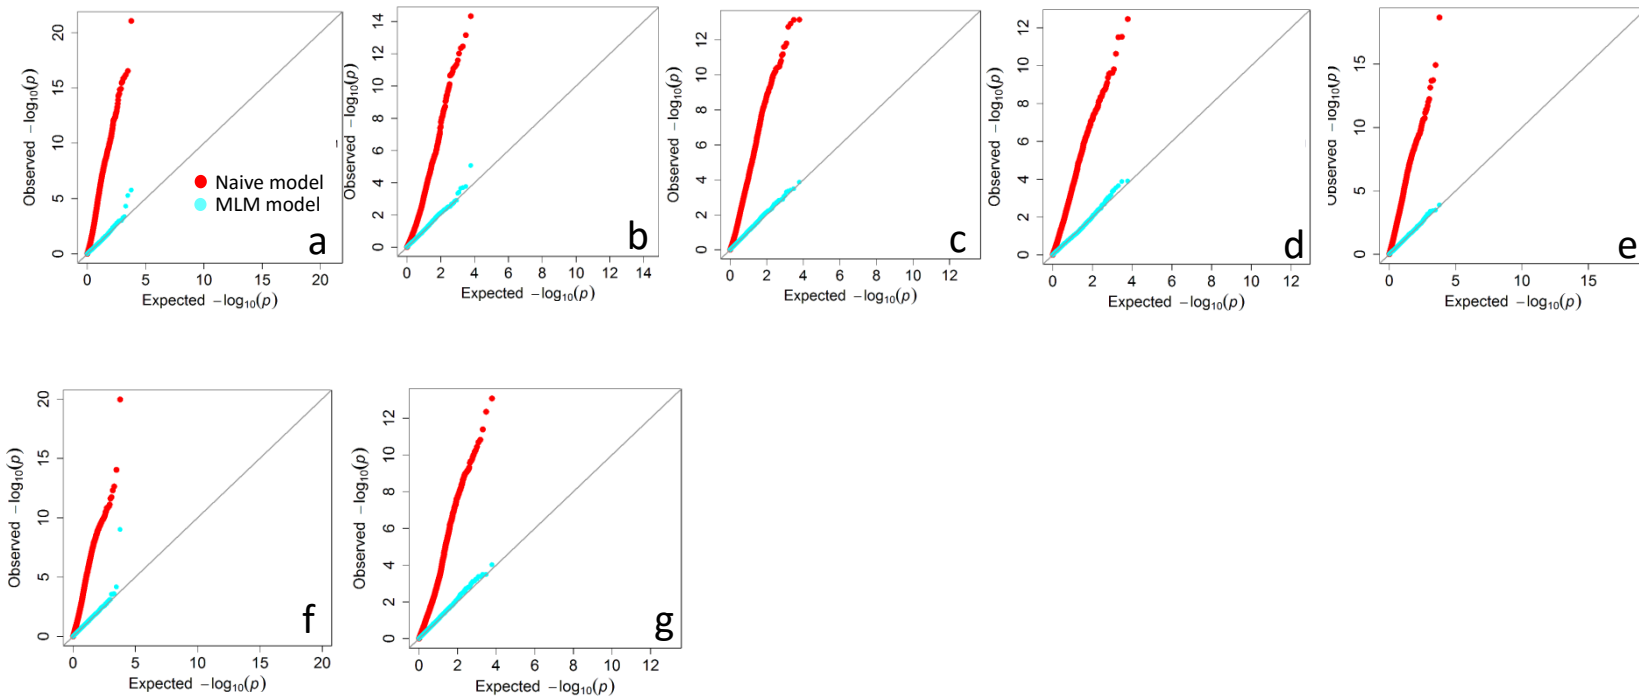 Observed −log10(p)
20
15
10
5
0
Naive model
MLM model
a
0 5 10 15 20
Expected −log10(p)
Observed −log10(p)
14
12
10
8
6
4
2
0
b
0 2 4 6 8 10 12 14
Expected −log10(p)
Observed −log10(p)
12
10
8
6
4
2
0
c
0 2 4 6 8 10 12
Expected −log10(p)
Observed −log10(p)
12
10
8
6
4
2
0
d
0 2 4 6 8 10 12
Expected −log10(p)
Observed −log10(p)
15
10
5
0
e
0 5 10 15
Expected −log10(p)
Observed −log10(p)
20
15
10
5
0
f
0 5 10 15 20
Expected −log10(p)
Observed −log10(p)
12
10
8
6
4
2
0
g
0 2 4 6 8 10 12
Expected −log10(p)